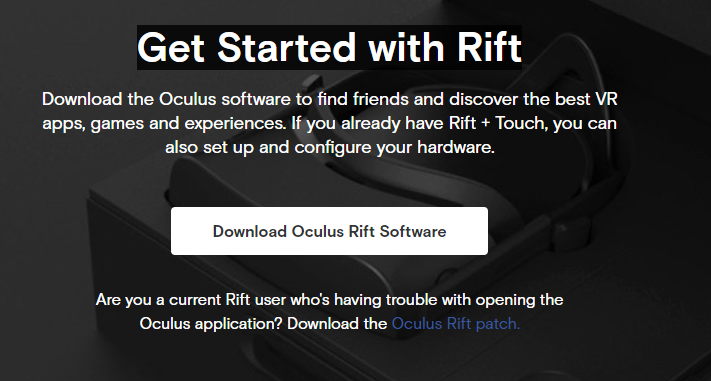 Get Started with Rift
Download the Oculus software to find friends and discover the best VR
apps, games and experiences. If you already have Rift + Touch, you can
also set up and configure your hardware.
Download Oculus Rift Software
Are you a current Rift user who's having trouble with opening the
Oculus application? Download the Oculus Rift patch.